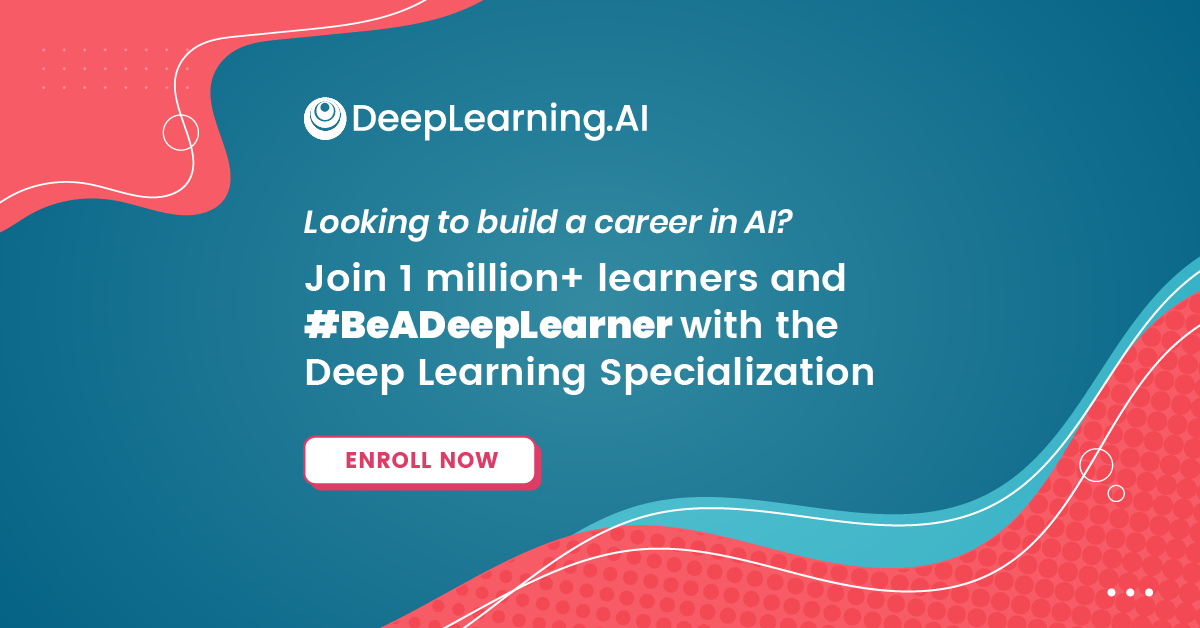 DeepLearning.AI
Looking to build a career in AI?
Join 1 million+ learners and
#BeADeepLearner with the
Deep Learning Specialization
ENROLL NOW